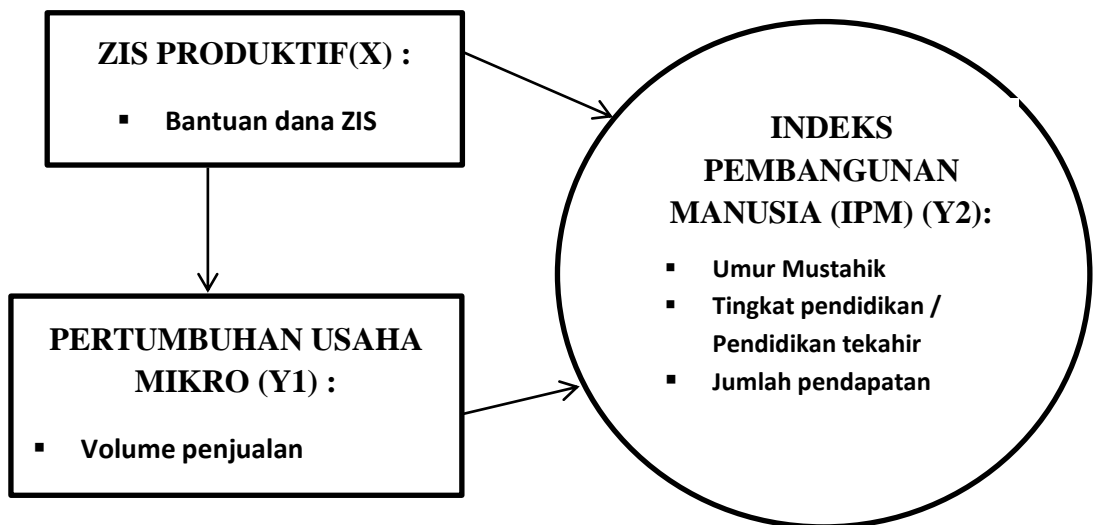 ZIS PRODUKTIF(X) :
▪ Bantuan dana ZIS
PERTUMBUHAN USAHA
MIKRO (Y1) :
▪ Volume penjualan
INDEKS
PEMBANGUNAN
MANUSIA (IPM) (Y2):
▪ Umur Mustahik
▪ Tingkat pendidikan /
Pendidikan tekahir
▪ Jumlah pendapatan